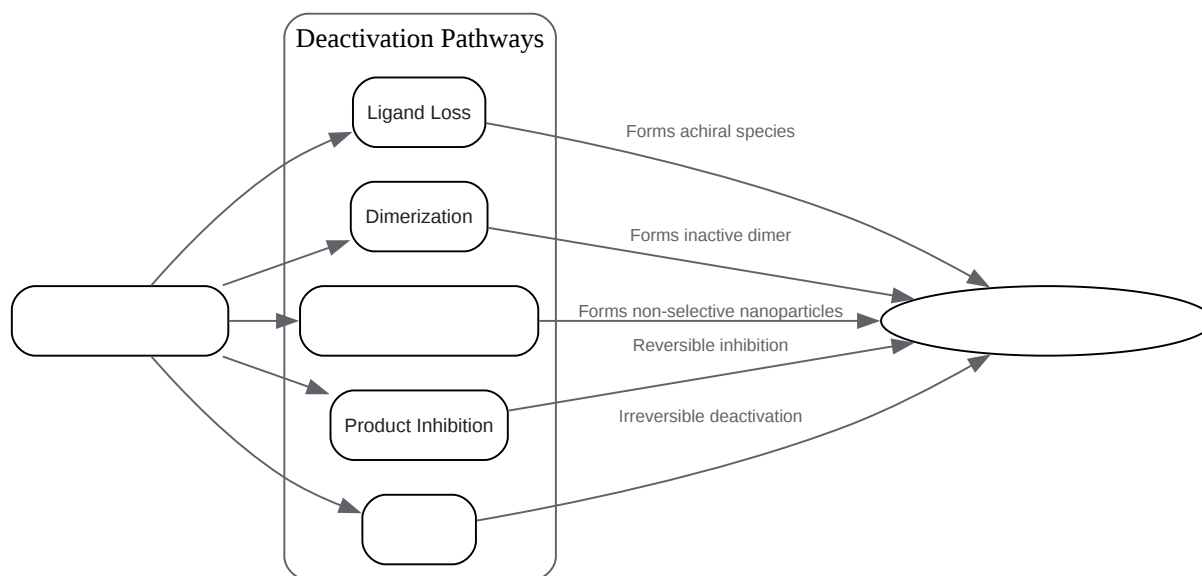 Deactivation Pathways
Ligand Loss
Forms achiral species
Dimerization
Forms inactive dimer
Forms non-selective nanoparticles
Reversible inhibition
Product Inhibition
Irreversible deactivation